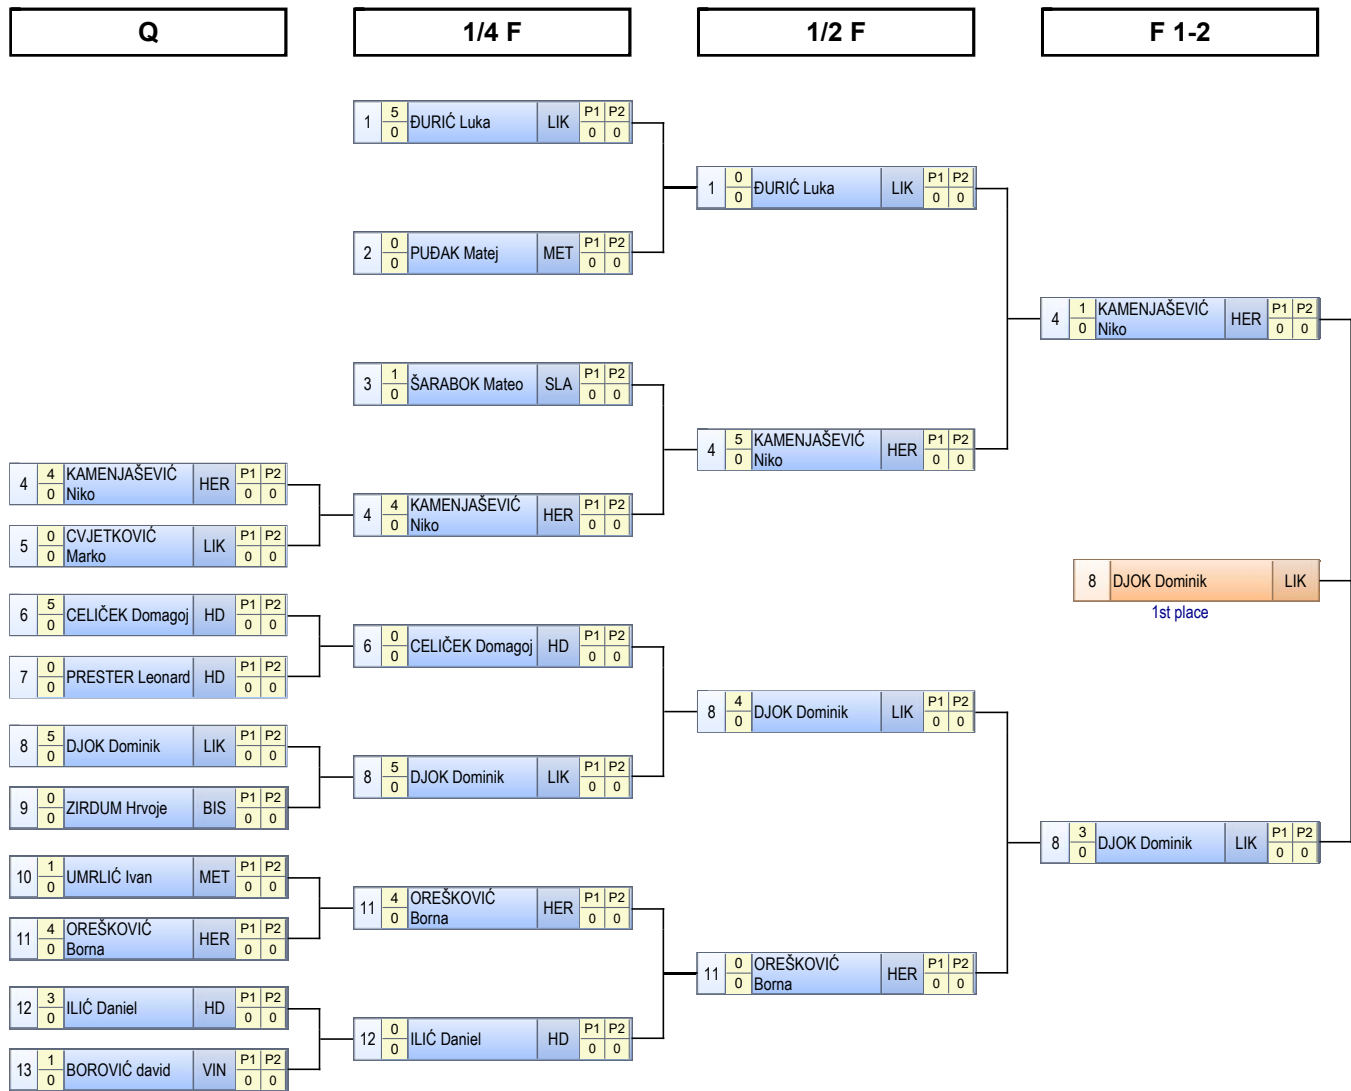 Q
1/4 F
1/2 F
F 1-2
1 5 0 ĐURIĆ Luka LIK P1 P2 0 0
2 0 0 PUĐAK Matej MET P1 P2 0 0
3 1 0 ŠARABOK Mateo SLA P1 P2 0 0
4 4 0 KAMENJAŠEVIĆ
Niko HER P1 P2 0 0
5 0 0 CVJETKOVIĆ
Marko LIK P1 P2 0 0
6 5 0 CELIČEK Domagoj HD P1 P2 0 0
7 0 0 PRESTER Leonard HD P1 P2 0 0
8 5 0 DJOK Dominik LIK P1 P2 0 0
9 0 0 ZIRDUM Hrvoje BIS P1 P2 0 0
10 1 0 UMRLIĆ Ivan MET P1 P2 0 0
11 4 0 OREŠKOVIĆ
Borna HER P1 P2 0 0
12 3 0 ILIĆ Daniel HD P1 P2 0 0
13 1 0 BOROVIĆ david VIN P1 P2 0 0
4 4 0 KAMENJAŠEVIĆ
Niko HER P1 P2 0 0
6 0 0 CELIČEK Domagoj HD P1 P2 0 0
8 5 0 DJOK Dominik LIK P1 P2 0 0
11 4 0 OREŠKOVIĆ
Borna HER P1 P2 0 0
12 0 0 ILIĆ Daniel HD P1 P2 0 0
1 0 0 ĐURIĆ Luka LIK P1 P2 0 0
4 5 0 KAMENJAŠEVIĆ
Niko HER P1 P2 0 0
8 4 0 DJOK Dominik LIK P1 P2 0 0
11 0 0 OREŠKOVIĆ
Borna HER P1 P2 0 0
4 1 0 KAMENJAŠEVIĆ
Niko HER P1 P2 0 0
8 DJOK Dominik LIK
1st place
8 3 0 DJOK Dominik LIK P1 P2 0 0